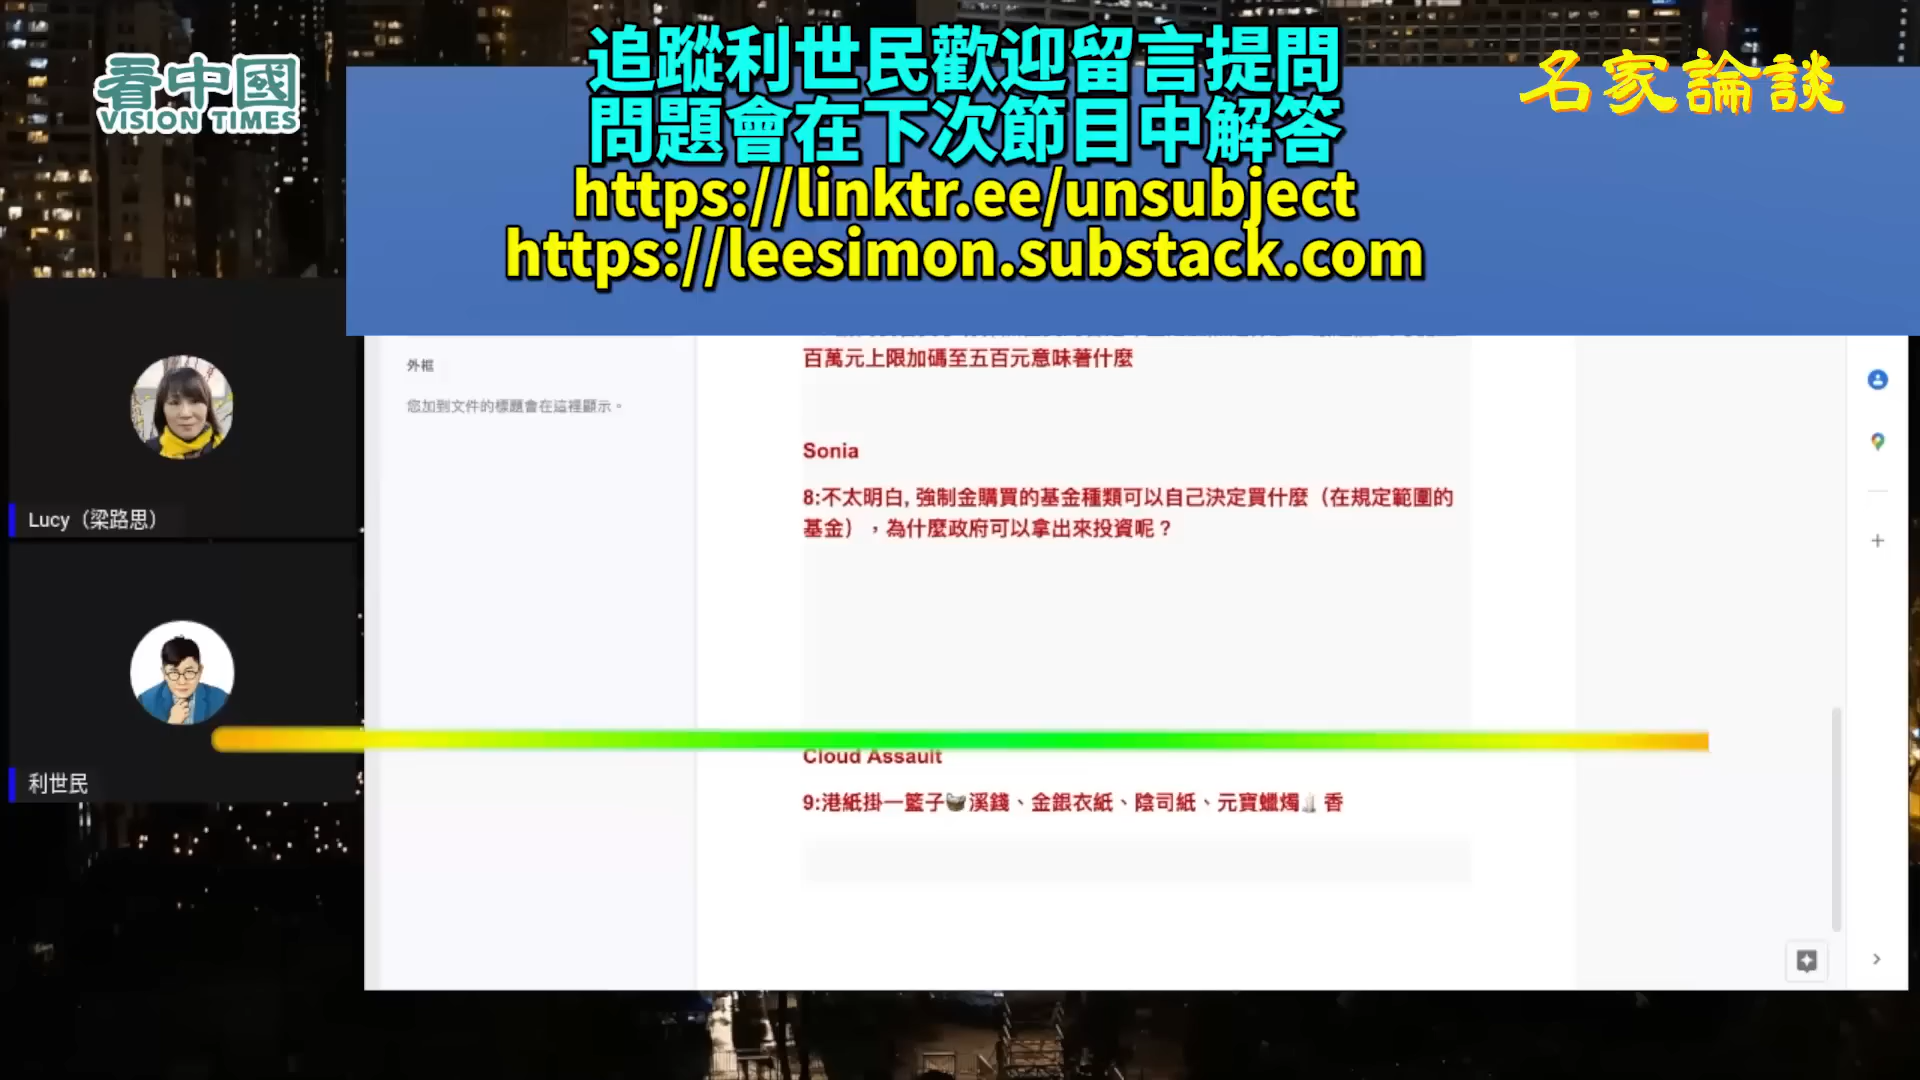 看中國
VISION TIMES
追蹤利世民歡迎留言提問
問題會在下次節目中解答
https://linktr.ee/unsubject
https://leesimon.substack.com
名家論談
外框
您加到文件的標題會在這裡顯示。
百萬元上限加碼至五百元意味著什麼
Sonia
8:不太明白, 強制金購買的基金種類可以自己決定買什麼（在規定範圍的
基金），為什麼政府可以拿出來投資呢？
Lucy（梁路思）
利世民
Cloud Assault
9:港紙掛一籃子🧺溪錢、金銀衣紙、陰司紙、元寶蠟燭🕯️香